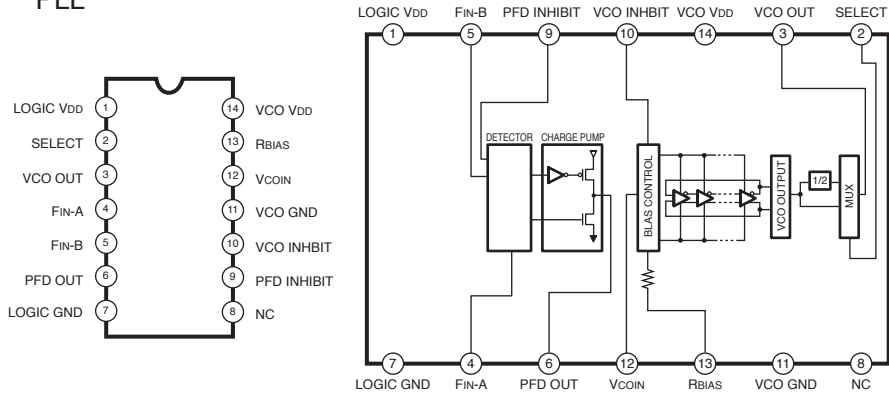 PLL
LOGIC VDD 1
SELECT 2
VCO OUT 3
FIN-A 4
FIN-B 5
PFD OUT 6
LOGIC GND 7
14 VCO VDD
13 RBIAS
12 VCOIN
11 VCO GND
10 VCO INHBIT
9 PFD INHIBIT
8 NC
LOGIC VDD FIN-B PFD INHIBIT VCO INHBIT VCO VDD VCO OUT SELECT
1 5 9 10 14 3 2
DETECTOR CHARGE PUMP
BLAS CONTROL
VCO OUTPUT
1/2
MUX
7 4 6 12 13 11 8
LOGIC GND FIN-A PFD OUT VCOIN RBIAS VCO GND NC